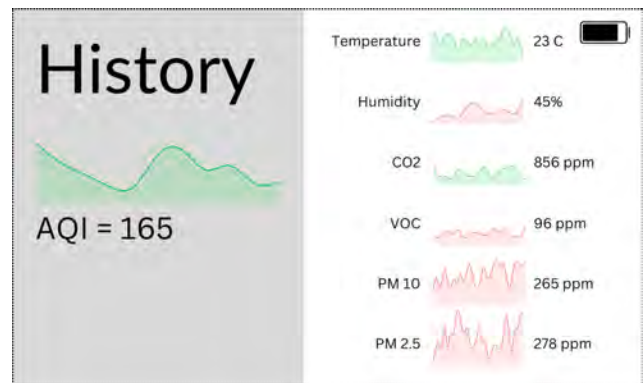 History
AQI = 165
Temperature 23 C
Humidity 45%
CO2 856 ppm
VOC 96 ppm
PM 10 265 ppm
PM 2.5 278 ppm